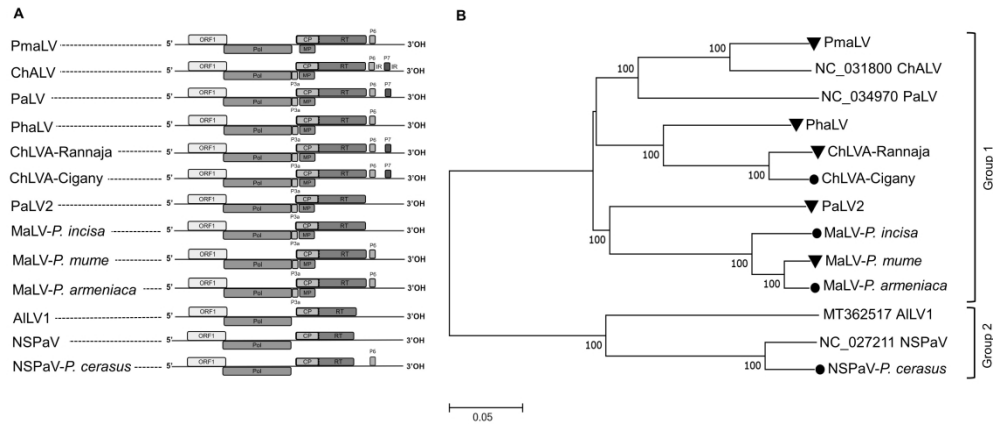 A
PmaLV 5' ORF1 Pol CP RT MP P6 3'OH
ChALV 5' ORF1 Pol P3a CP RT MP P6 IR P7 IR 3'OH
PaLV 5' ORF1 Pol CP RT MP P6 P7 3'OH
PhaLV 5' ORF1 Pol P3a CP RT MP P6 3'OH
ChLVA-Rannaja 5' ORF1 Pol P3a CP RT MP P6 P7 3'OH
ChLVA-Cigany 5' ORF1 Pol P3a CP RT MP P6 P7 3'OH
PaLV2 5' ORF1 Pol P3a CP RT MP 3'OH
MaLV-P. incisa 5' ORF1 Pol P3a CP RT MP 3'OH
MaLV-P. mume 5' ORF1 Pol P3a CP RT MP P6 3'OH
MaLV-P. armeniaca 5' ORF1 Pol P3a CP RT MP P6 3'OH
AlLV1 5' ORF1 Pol CP RT 3'OH
NSPaV 5' ORF1 Pol CP RT 3'OH
NSPaV-P. cerasus 5' ORF1 Pol CP RT P6 3'OH
B
PmaLV
100
NC_031800 ChALV
100
NC_034970 PaLV
PhaLV
100
ChLVA-Rannaja
100
ChLVA-Cigany
PaLV2
100
MaLV-P. incisa
100
MaLV-P. mume
100
MaLV-P. armeniaca
Group 1
MT362517 AlLV1
100
NC_027211 NSPaV
100
NSPaV-P. cerasus
Group 2
0.05